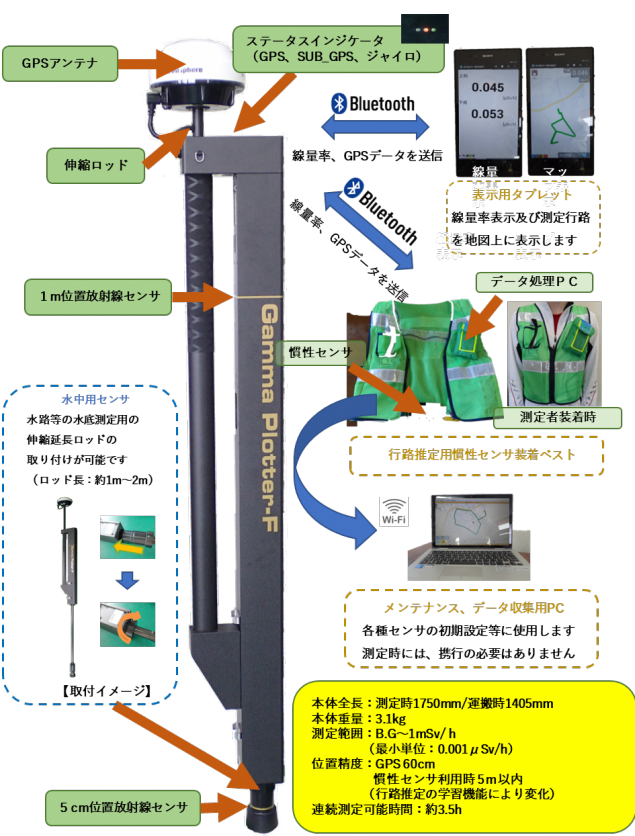 GPSアンテナ
ステータスインジケータ
(GPS、SUB_GPS、ジャイロ)
伸縮ロッド
Bluetooth
線量率、GPSデータを送信
0.045
0.053
線量
マッ
表示用タブレット
線量率表示及び測定行路
を地図上に表示します
Bluetooth
線量率、GPSデータを送信
1m位置放射線センサ
Gamma Plotter-F
データ処理PC
慣性センサ
測定者装着時
行路推定用慣性センサ装着ベスト
水中用センサ
水路等の水底測定用の
伸縮延長ロッドの
取り付けが可能です
(ロッド長:約1m~2m)
【取付イメージ】
Wi-Fi
メンテナンス、データ収集用PC
各種センサの初期設定等に使用します
測定時には、携行の必要はありません
本体全長:測定時1750mm/運搬時1405mm
本体重量:3.1kg
測定範囲:B.G~1mSv/h
(最小単位:0.001μSv/h)
位置精度:GPS 60cm
慣性センサ利用時5m以内
(行路推定の学習機能により変化)
連続測定可能時間:約3.5h
5cm位置放射線センサ